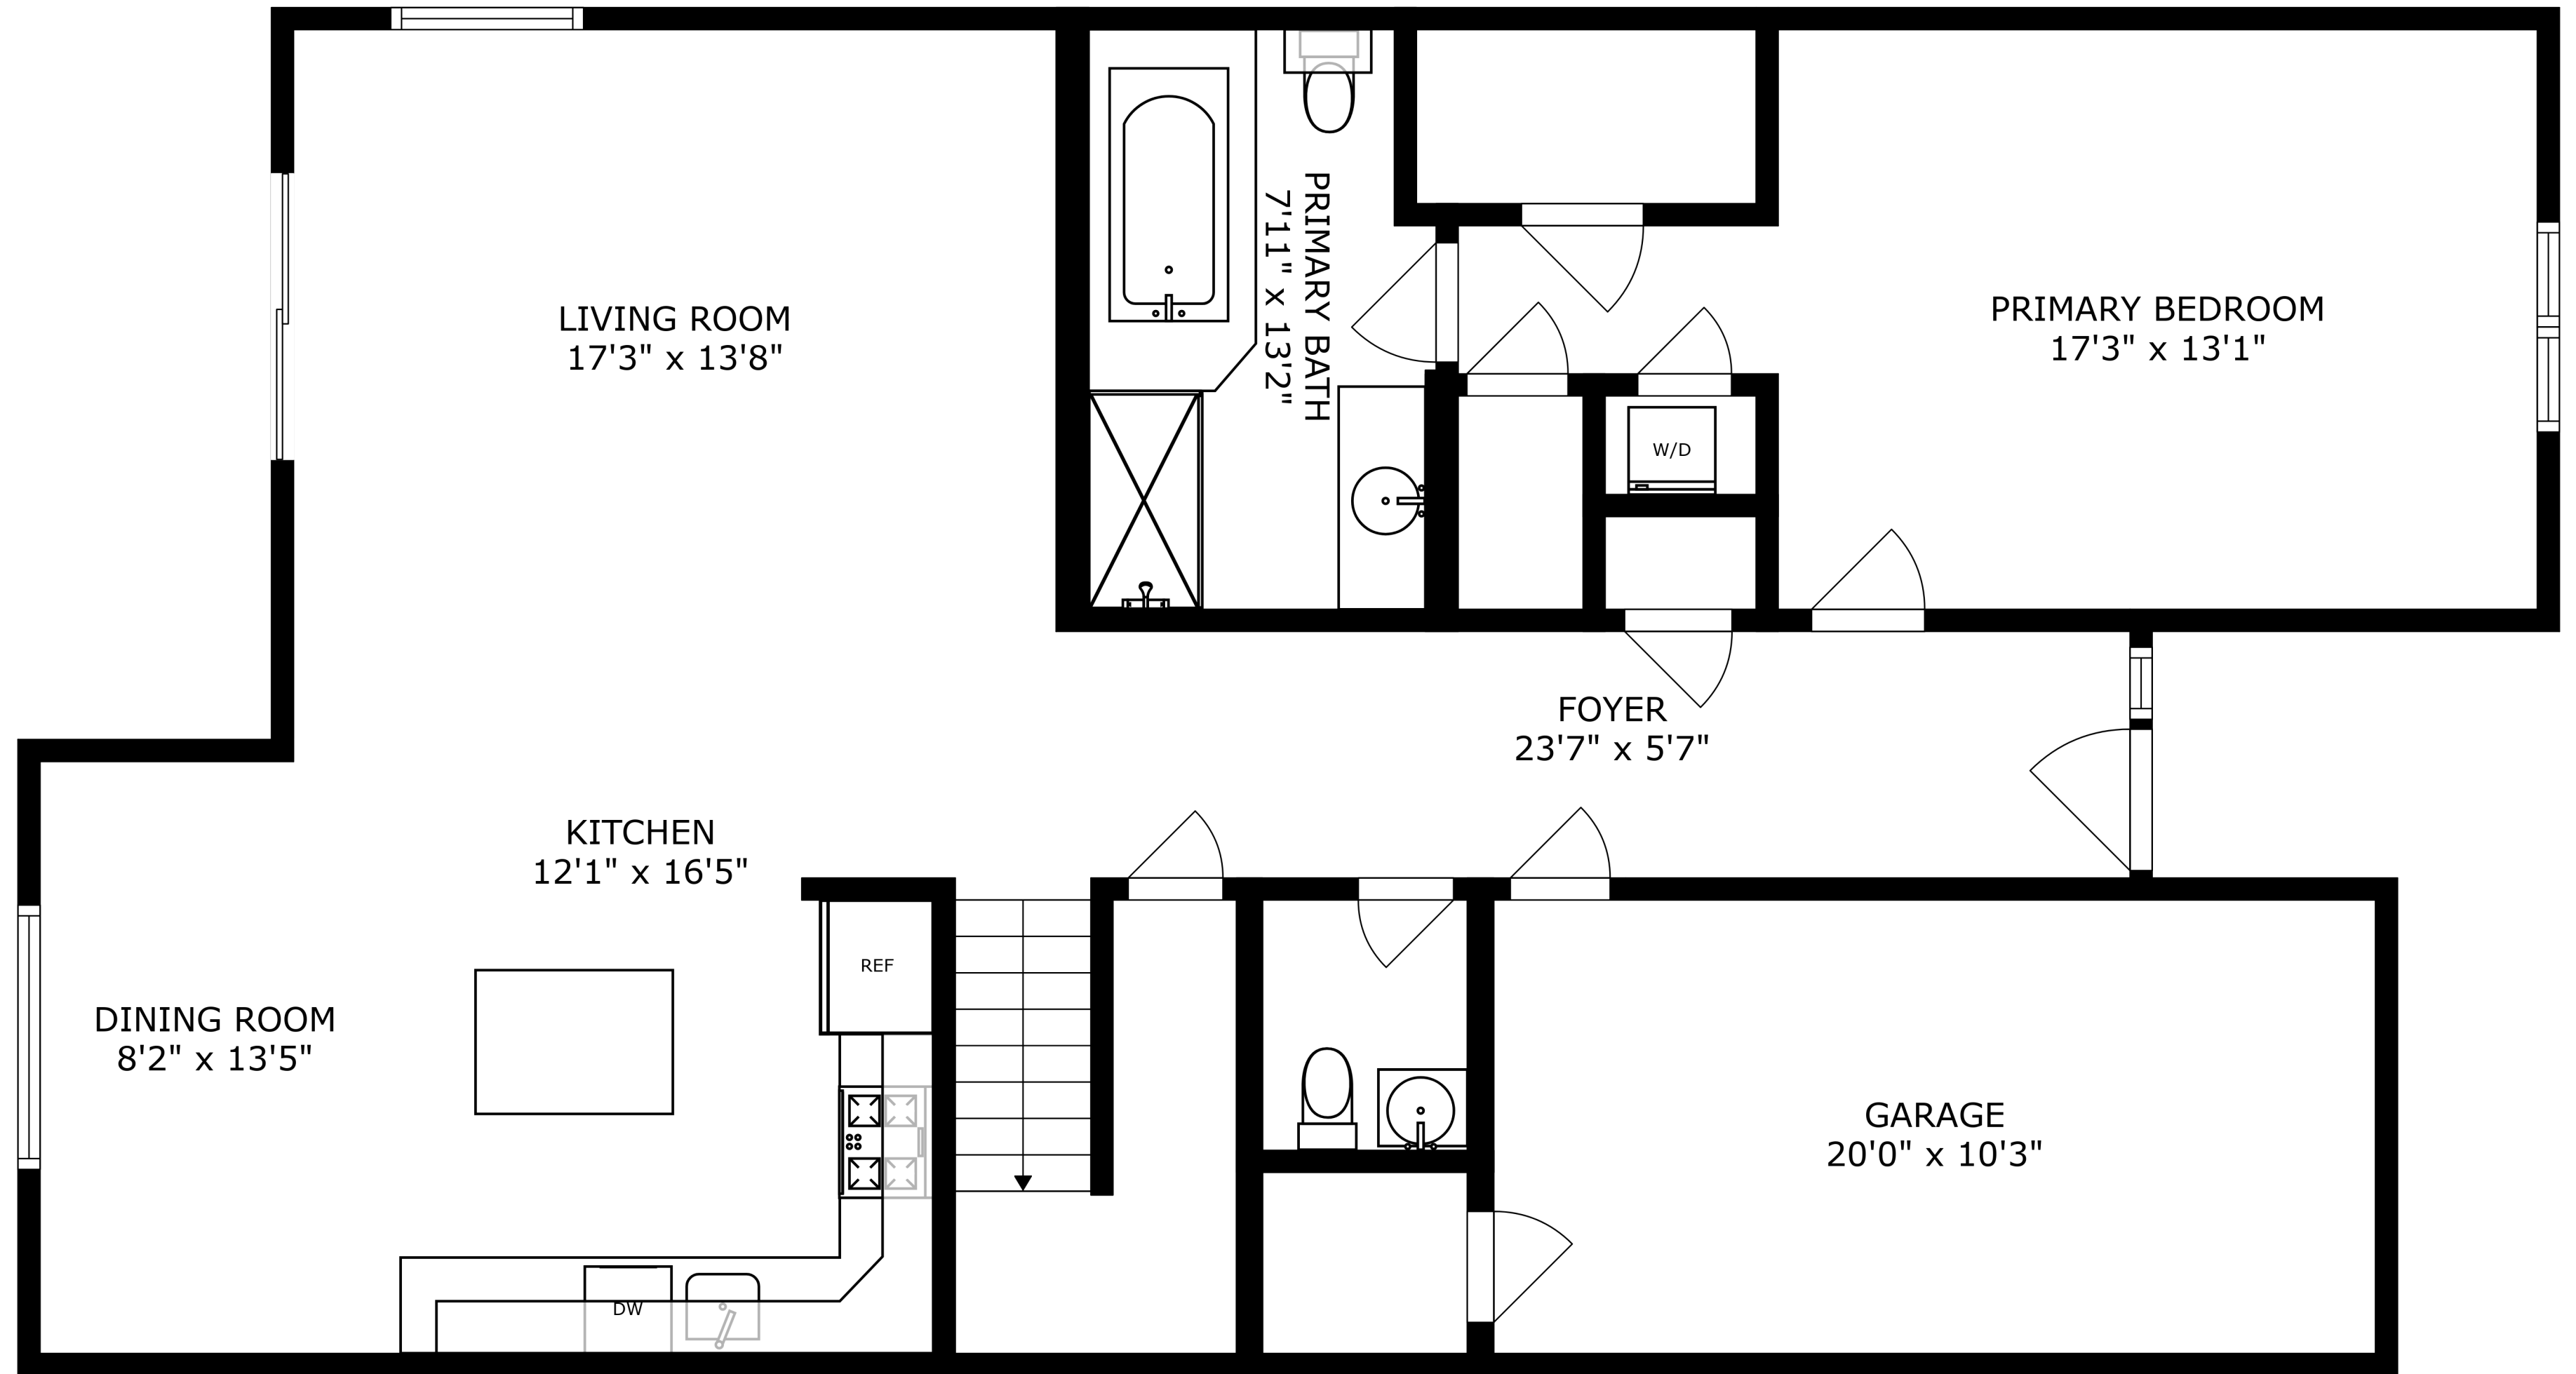 LIVING ROOM
17'3" x 13'8"
PRIMARY BATH
7'11" x 13'2"
PRIMARY BEDROOM
17'3" x 13'1"
W/D
FOYER
23'7" x 5'7"
KITCHEN
12'1" x 16'5"
REF
DINING ROOM
8'2" x 13'5"
GARAGE
20'0" x 10'3"
DW